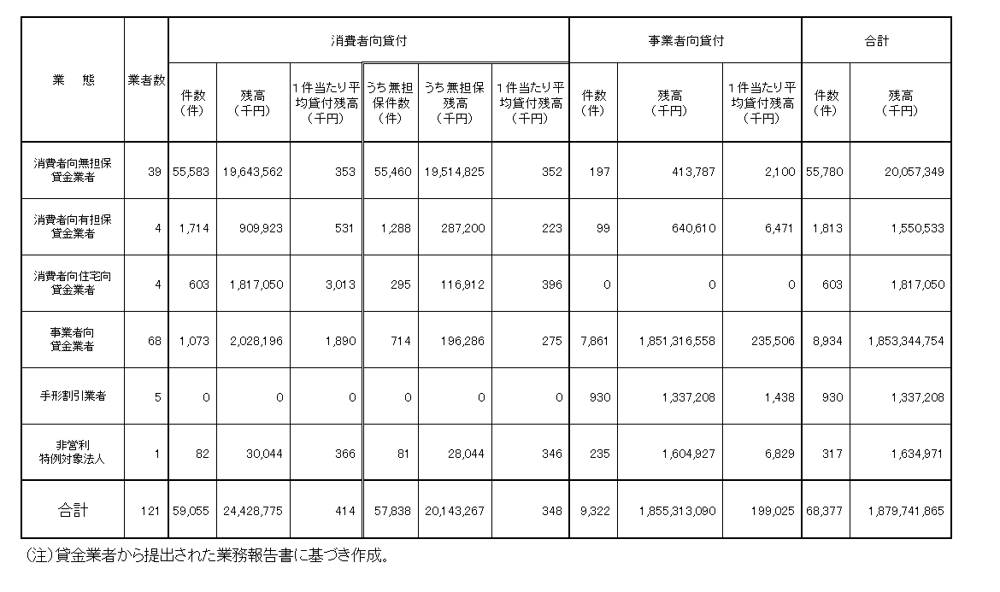 業　態 業者数 消費者向貸付 事業者向貸付 合計
件数
（件） 残高
（千円） １件当たり平
均貸付残高
（千円） うち無担
保件数
（件） うち無担保
残高
（千円） １件当たり平
均貸付残高
（千円） 件数
（件） 残高
（千円） １件当たり平
均貸付残高
（千円） 件数
（件） 残高
（千円）
消費者向無担保
貸金業者 39 55,583 19,643,562 353 55,460 19,514,825 352 197 413,787 2,100 55,780 20,057,349
消費者向有担保
貸金業者 4 1,714 909,923 531 1,288 287,200 223 99 640,610 6,471 1,813 1,550,533
消費者向住宅向
貸金業者 4 603 1,817,050 3,013 295 116,912 396 0 0 0 603 1,817,050
事業者向
貸金業者 68 1,073 2,028,196 1,890 714 196,286 275 7,861 1,851,316,558 235,506 8,934 1,853,344,754
手形割引業者 5 0 0 0 0 0 0 930 1,337,208 1,438 930 1,337,208
非営利
特例対象法人 1 82 30,044 366 81 28,044 346 235 1,604,927 6,829 317 1,634,971
合計 121 59,055 24,428,775 414 57,838 20,143,267 348 9,322 1,855,313,090 199,025 68,377 1,879,741,865
（注）貸金業者から提出された業務報告書に基づき作成。